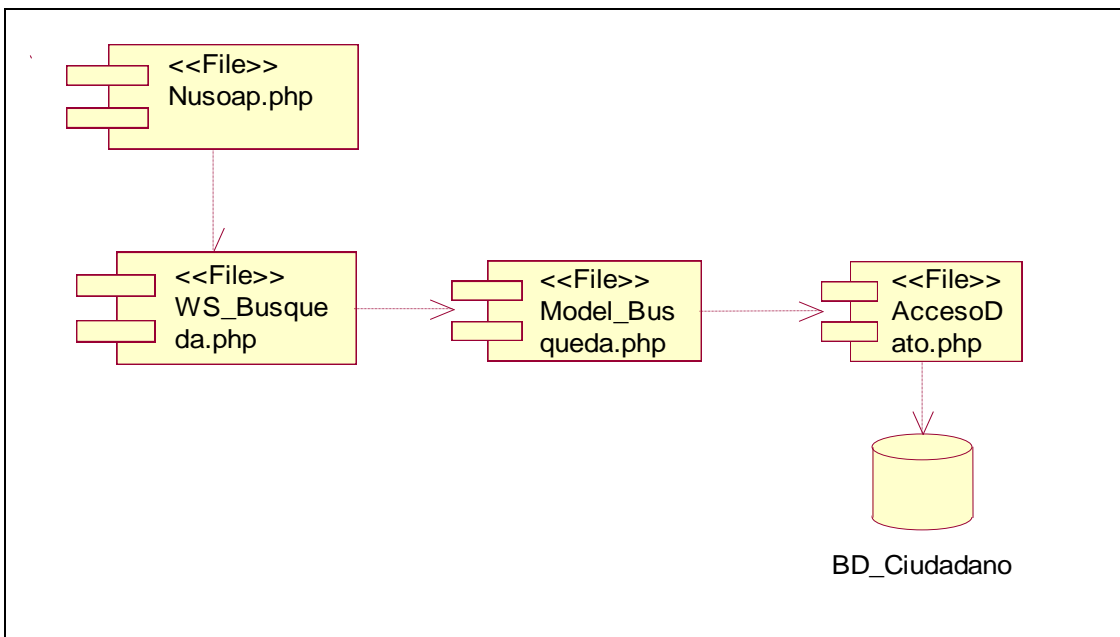 <<File>>
Nusoap.php
<<File>>
WS_Busque
da.php
<<File>>
Model_Bus
queda.php
<<File>>
AccesoD
ato.php
BD_Ciudadano